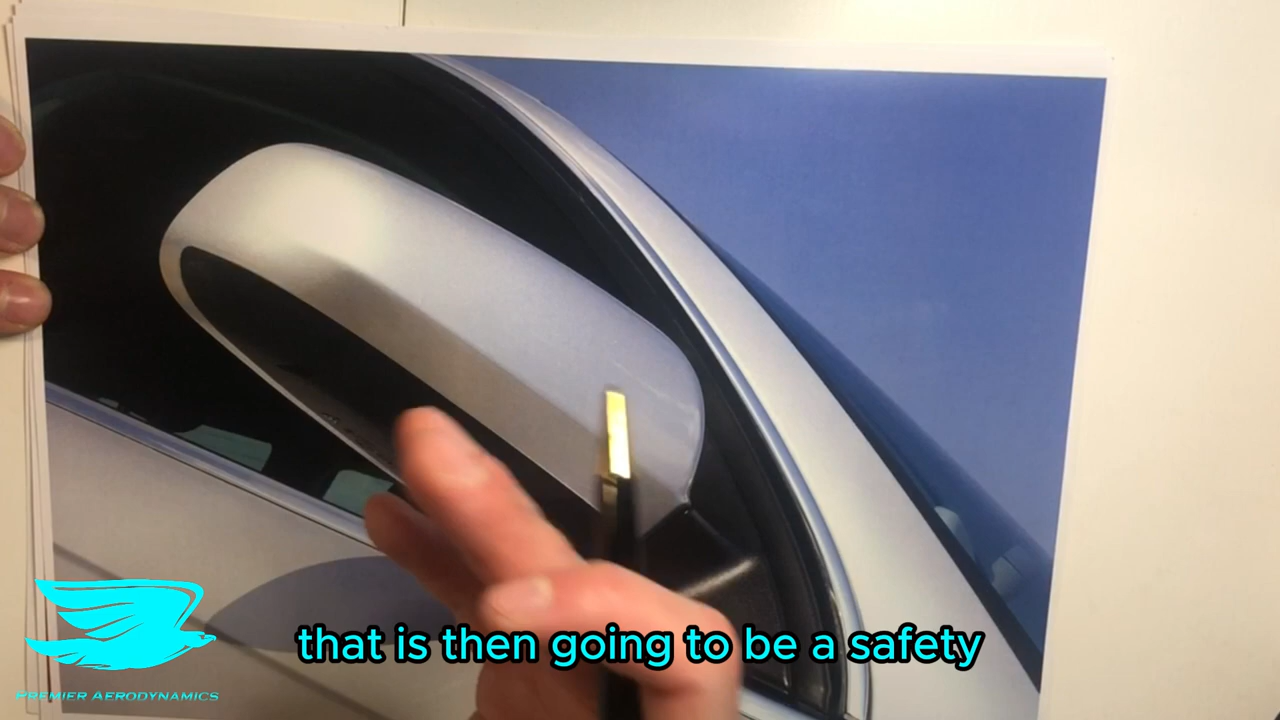 that is then going to be a safety
PREMIER AERODYNAMICS